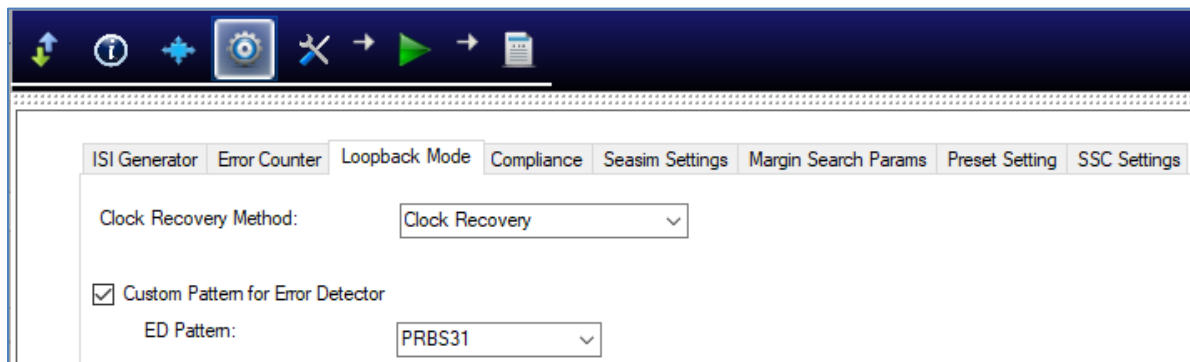 ISI Generator Error Counter Loopback Mode Compliance Seasim Settings Margin Search Params Preset Setting SSC Settings
Clock Recovery Method: Clock Recovery
Custom Pattern for Error Detector
ED Pattern: PRBS31